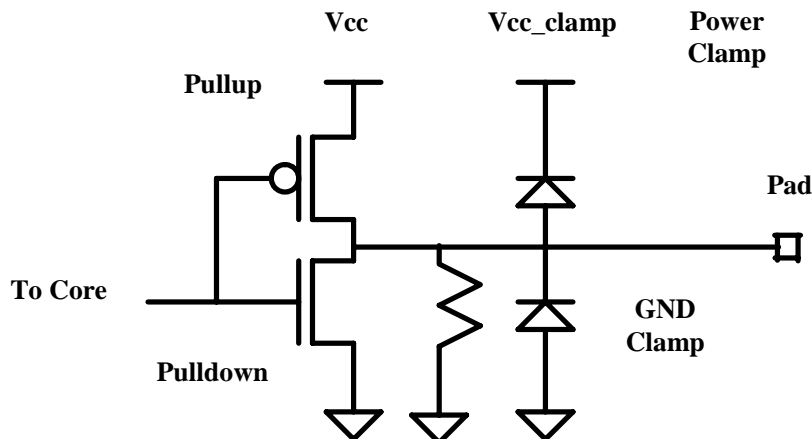 Vcc
Vcc_clamp
Power
Clamp
Pullup
Pad
To Core
GND
Clamp
Pulldown